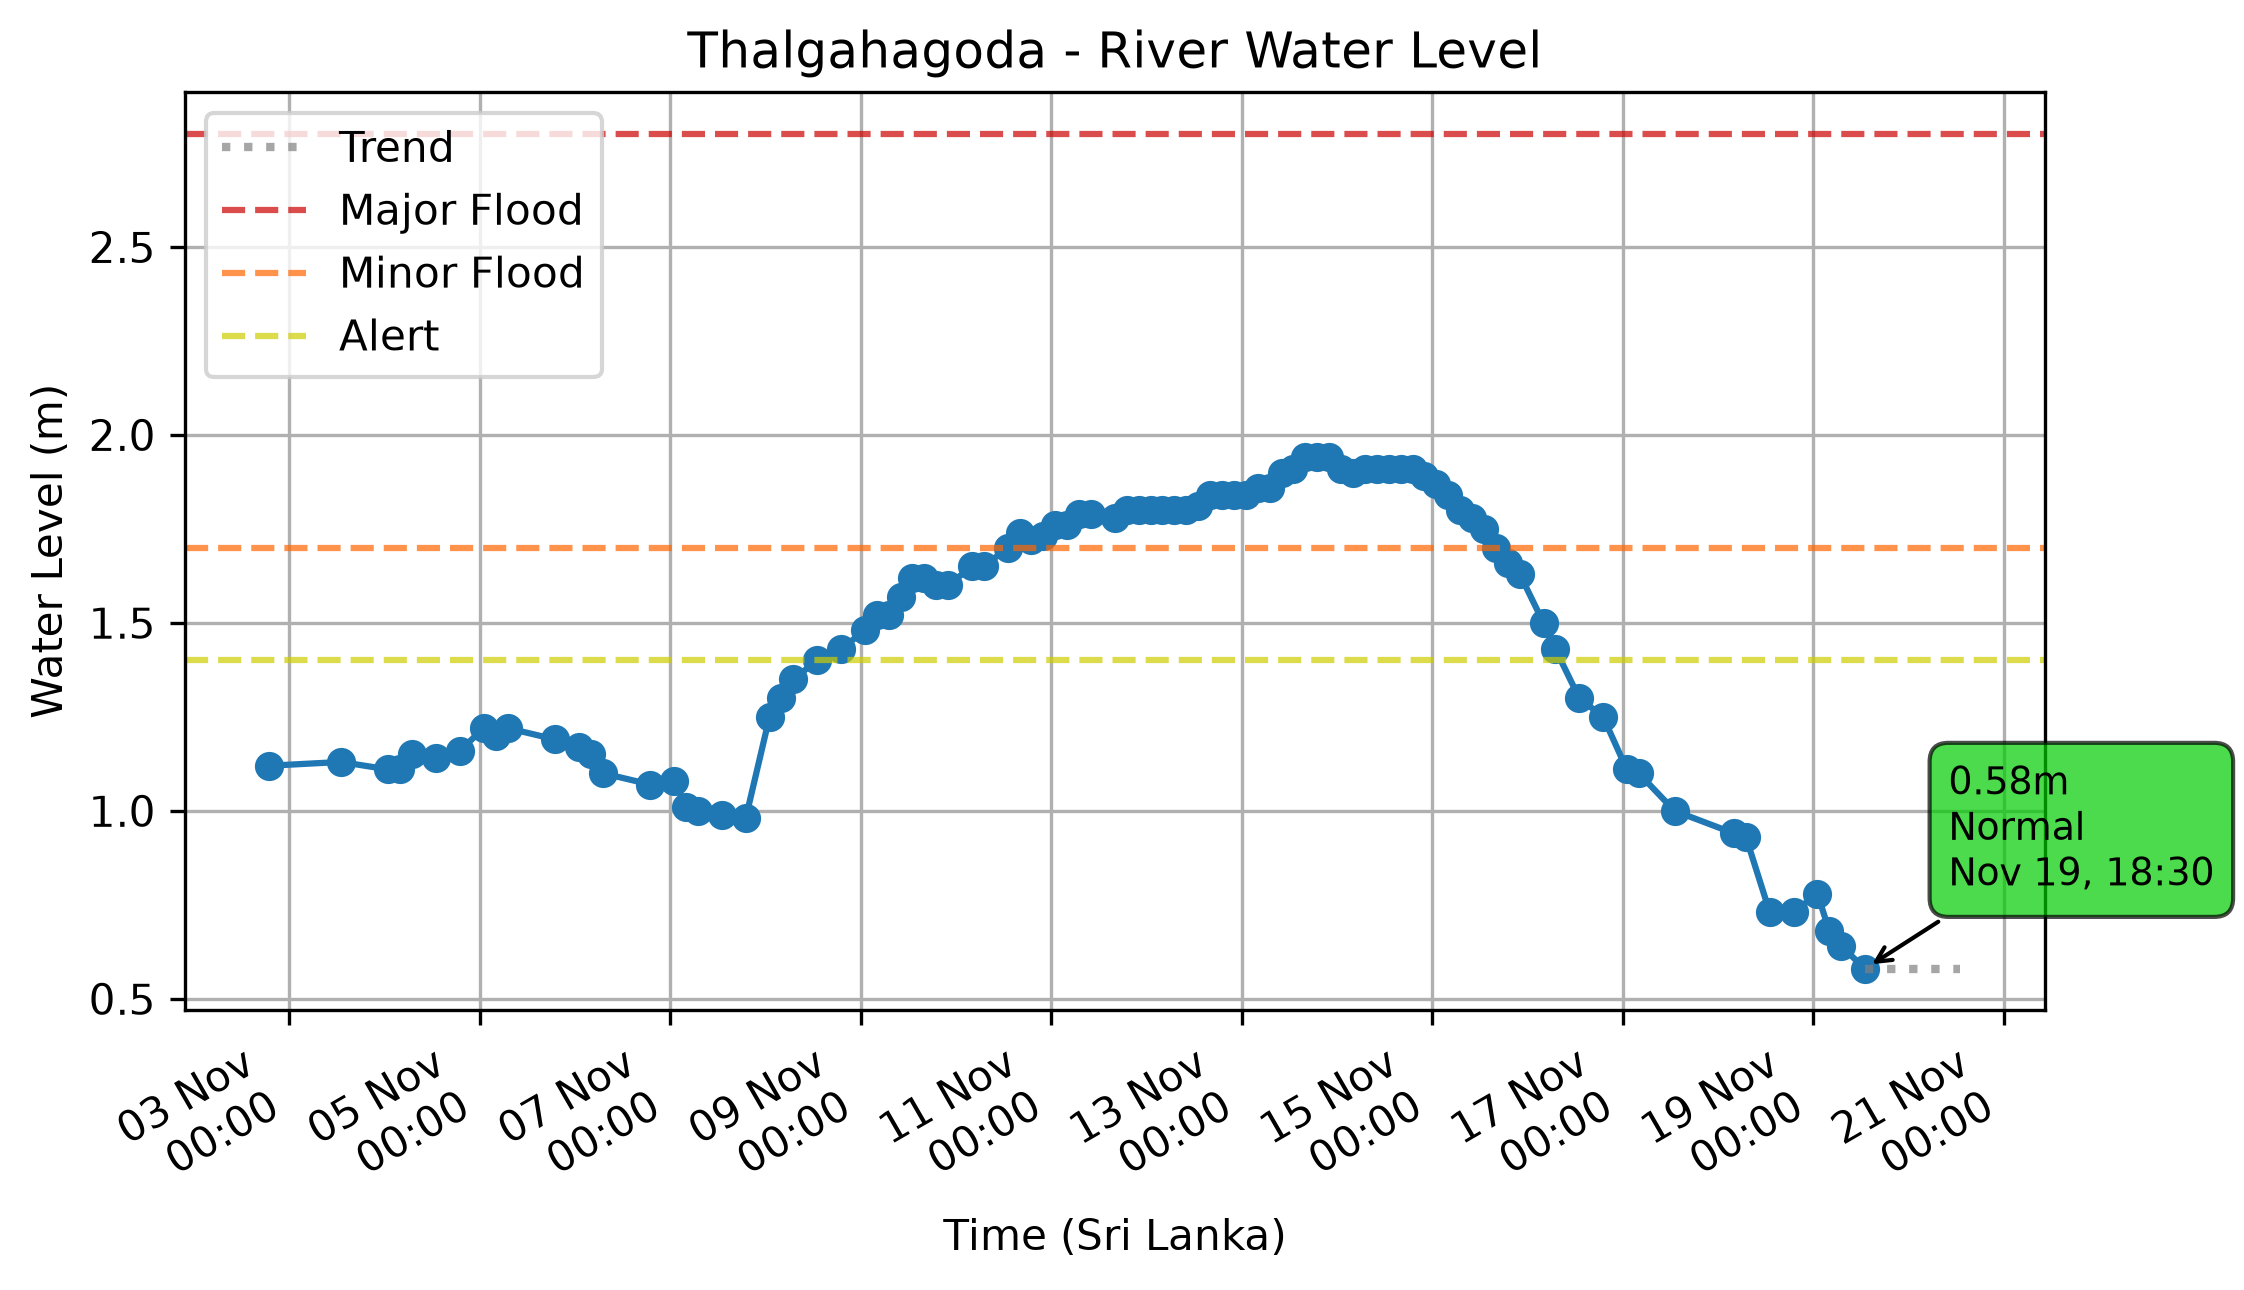 Thalgahagoda - River Water Level
Trend
Major Flood
Minor Flood
Alert
Water Level (m)
2.5
2.0
1.5
1.0
0.5
0.58m
Normal
Nov 19, 18:30
03 Nov
00:00
05 Nov
00:00
07 Nov
00:00
09 Nov
00:00
11 Nov
00:00
13 Nov
00:00
15 Nov
00:00
17 Nov
00:00
19 Nov
00:00
21 Nov
00:00
Time (Sri Lanka)